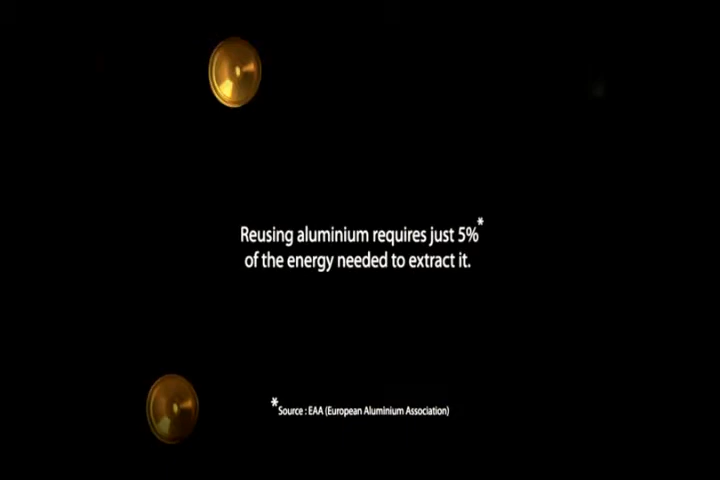 Reusing aluminium requires just 5%*
of the energy needed to extract it.
*Source : EAA (European Aluminium Association)